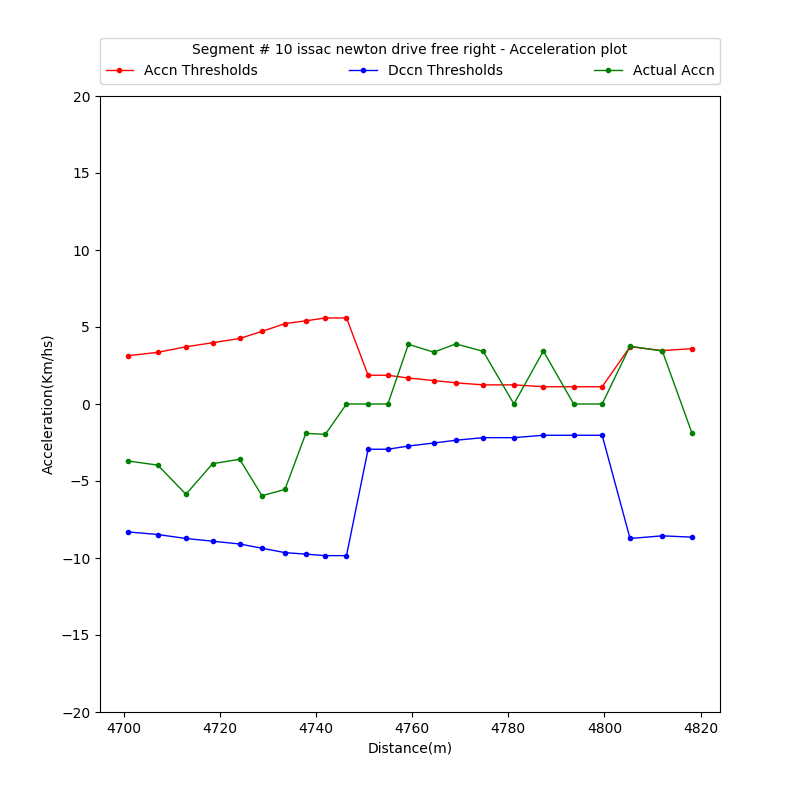 Segment # 10 issac newton drive free right - Acceleration plot
Accn Thresholds Dccn Thresholds Actual Accn
20
15
10
5
0
−5
−10
−15
−20
Acceleration(Km/hs)
4700 4720 4740 4760 4780 4800 4820
Distance(m)